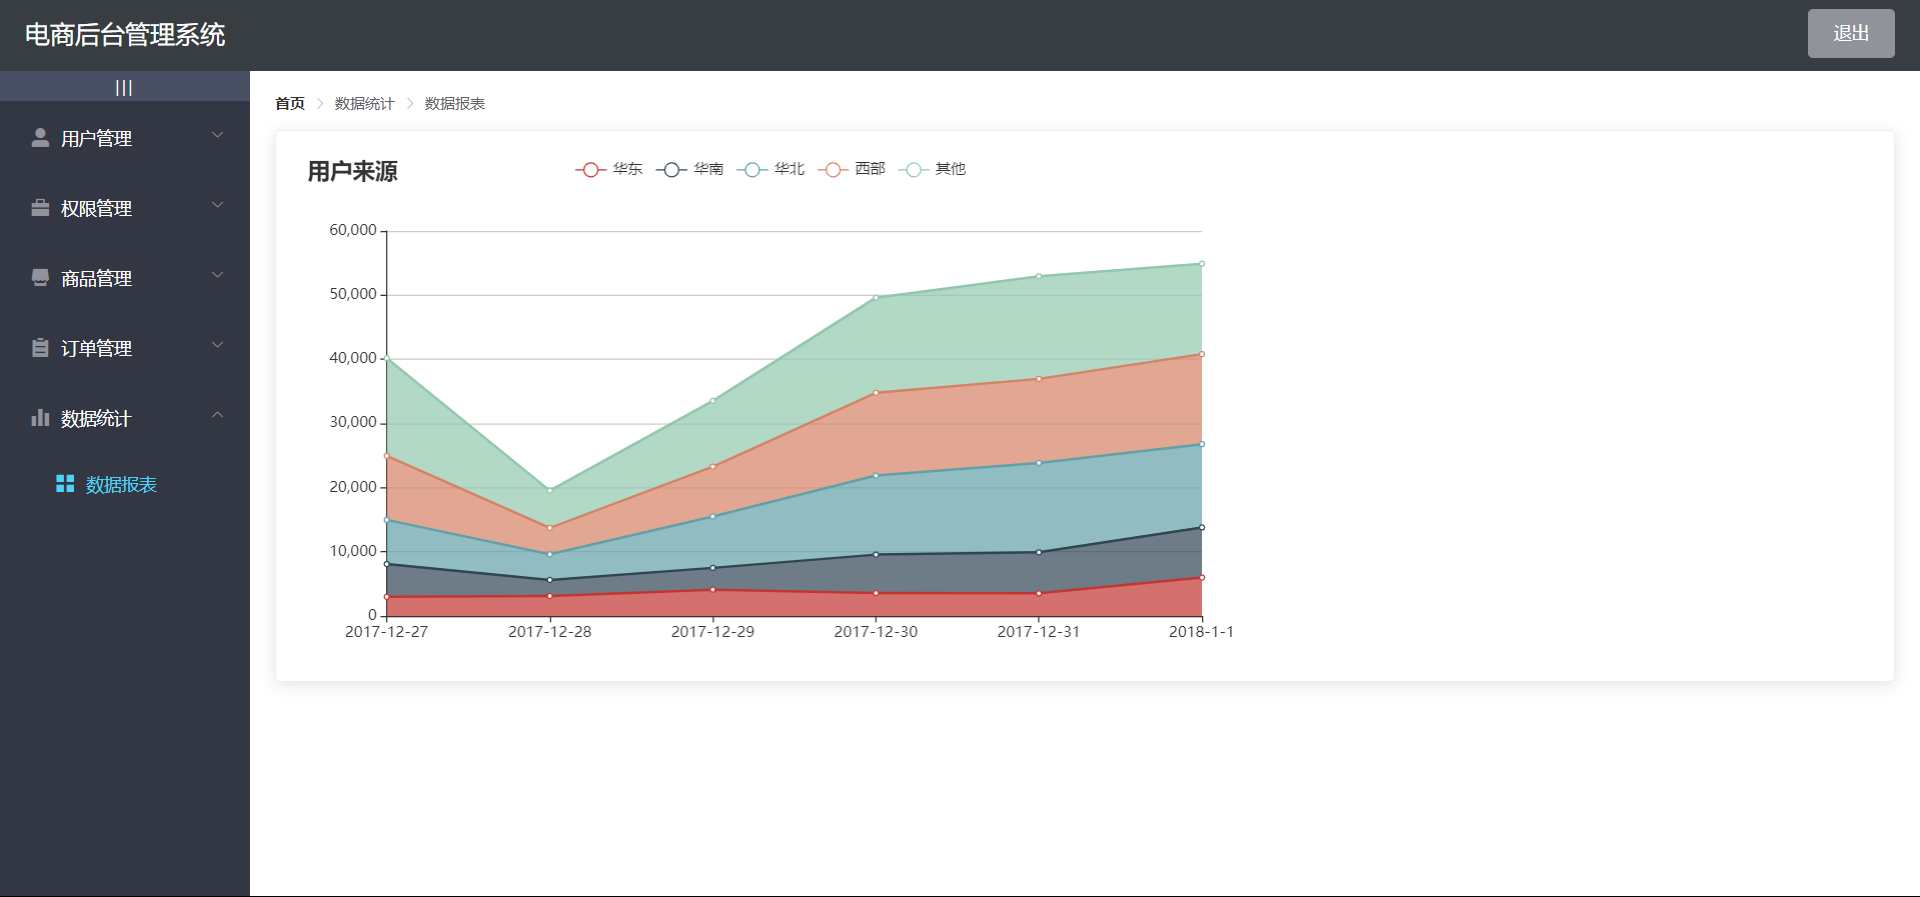 电商后台管理系统
退出
|||
用户管理
权限管理
商品管理
订单管理
数据统计
数据报表
首页 数据统计 数据报表
用户来源
华东 华南 华北 西部 其他
60,000
50,000
40,000
30,000
20,000
10,000
0
2017-12-27 2017-12-28 2017-12-29 2017-12-30 2017-12-31 2018-1-1